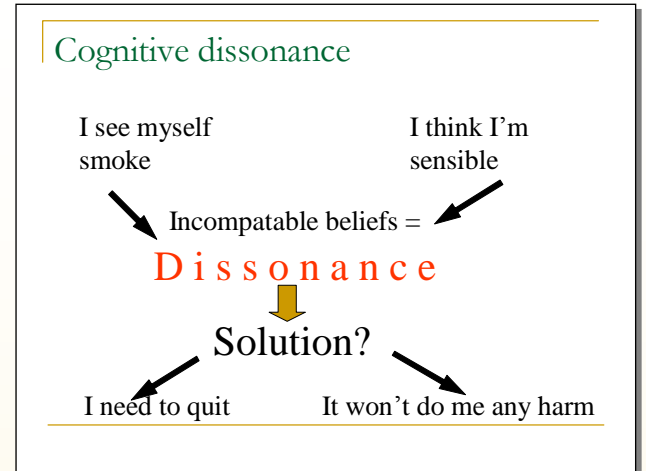 Cognitive dissonance
I see myself
smoke
I think I'm
sensible
Incompatable beliefs =
Dissonance
Solution?
I need to quit
It won't do me any harm